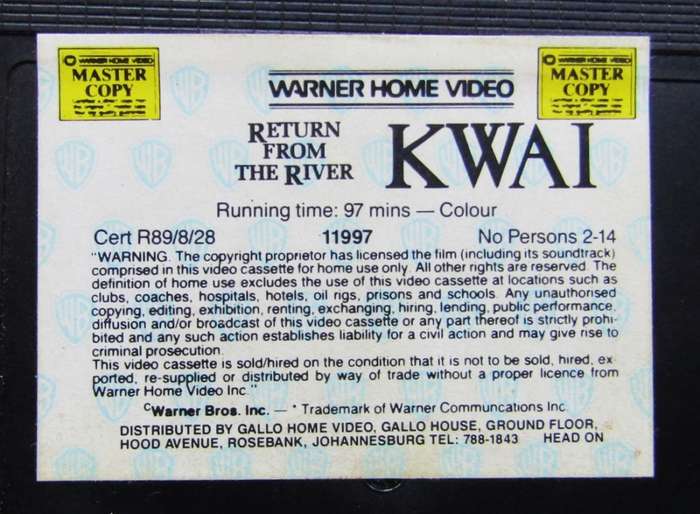 WARNER HOME VIDEO
MASTER
COPY
WARNER HOME VIDEO
WARNER HOME VIDEO
MASTER
COPY
RETURN
FROM
THE RIVER
KWAI
Running time: 97 mins — Colour
Cert R89/8/28 11997 No Persons 2-14
"WARNING. The copyright proprietor has licensed the film (including its soundtrack)
comprised in this video cassette for home use only. All other rights are reserved. The
definition of home use excludes the use of this video cassette at locations such as
clubs, coaches, hospitals, hotels, oil rigs, prisons and schools. Any unauthorised
copying, editing, exhibition, renting, exchanging, hiring, lending, public performance,
diffusion and/or broadcast of this video cassette or any part thereof is strictly prohi-
bited and any such action establishes liability for a civil action and may give rise to
criminal prosecution.
This video cassette is sold/hired on the condition that it is not to be sold, hired, ex-
ported, re-supplied or distributed by way of trade without a proper licence from
Warner Home Video Inc."
©Warner Bros. Inc. — * Trademark of Warner Communcations Inc.
DISTRIBUTED BY GALLO HOME VIDEO, GALLO HOUSE, GROUND FLOOR,
HOOD AVENUE, ROSEBANK, JOHANNESBURG TEL: 788-1843 HEAD ON